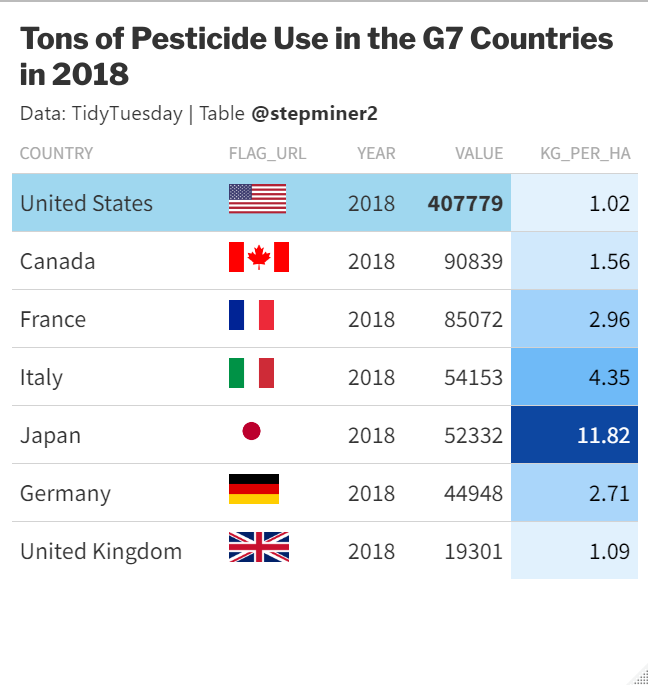 Tons of Pesticide Use in the G7 Countries
in 2018
Data: TidyTuesday | Table @stepminer2
COUNTRY FLAG_URL YEAR VALUE KG_PER_HA
United States 2018 407779 1.02
Canada 2018 90839 1.56
France 2018 85072 2.96
Italy 2018 54153 4.35
Japan 2018 52332 11.82
Germany 2018 44948 2.71
United Kingdom 2018 19301 1.09